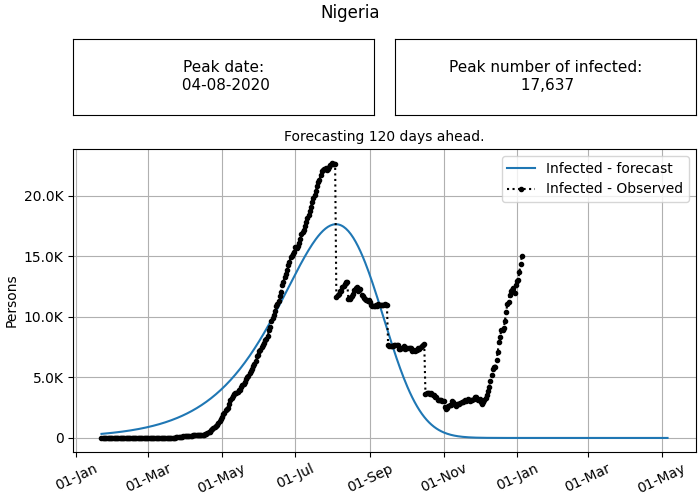 Nigeria
Peak date:
04-08-2020
Peak number of infected:
17,637
Forecasting 120 days ahead.
Infected - forecast
Infected - Observed
Persons
20.0K
15.0K
10.0K
5.0K
0
01-Jan
01-Mar
01-May
01-Jul
01-Sep
01-Nov
01-Jan
01-Mar
01-May